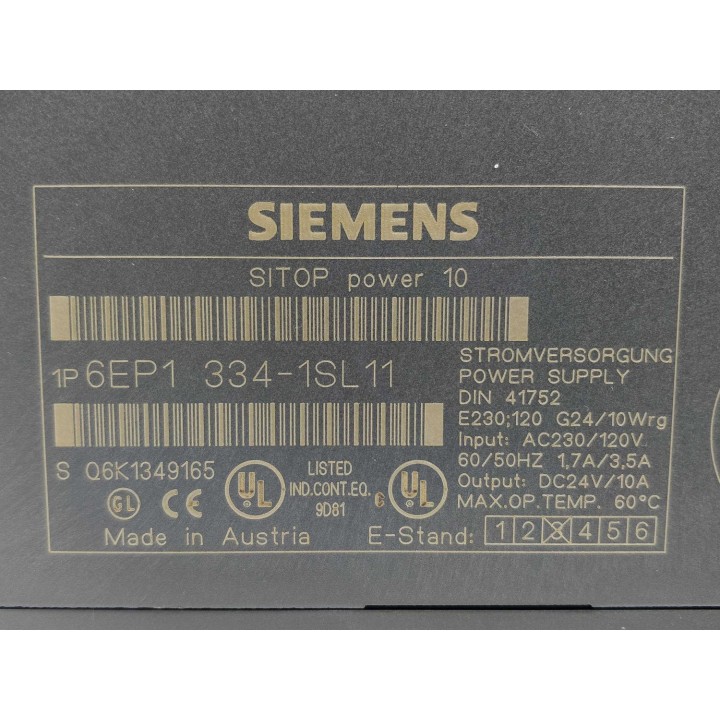 SIEMENS
SITOP power 10
1P 6EP1 334-1SL11
STROMVERSORGUNG
POWER SUPPLY
DIN 41752
E230;120 G24/10Wrg
Input: AC230/120V
60/50HZ 1,7A/3,5A
Output: DC24V/10A
MAX.OP.TEMP. 60°C
S Q6K1349165
GL CE UL
LISTED
IND.CONT.EQ.
9D81
c UL
Made in Austria
E-Stand: 1 2 3 4 5 6